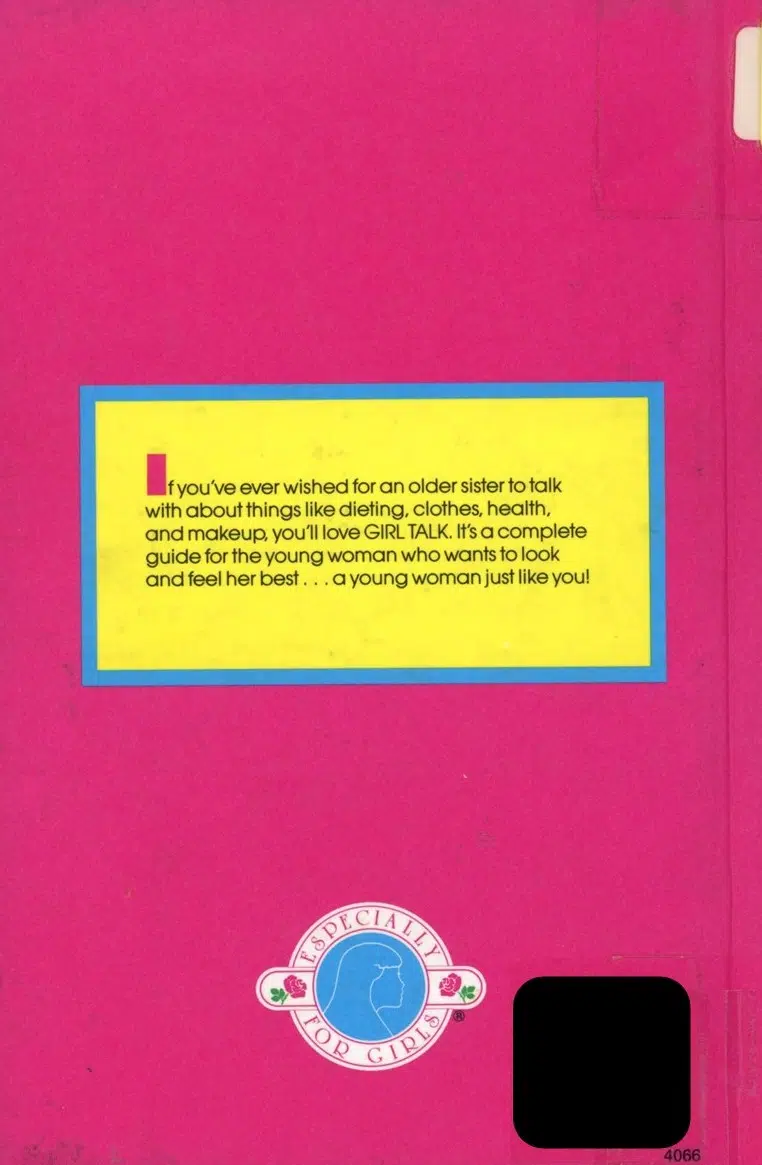 If you've ever wished for an older sister to talk
with about things like dieting, clothes, health,
and makeup, you'll love GIRL TALK. It's a complete
guide for the young woman who wants to look
and feel her best . . . a young woman just like you!
ESPECIALLY
FOR GIRLS
®
4066